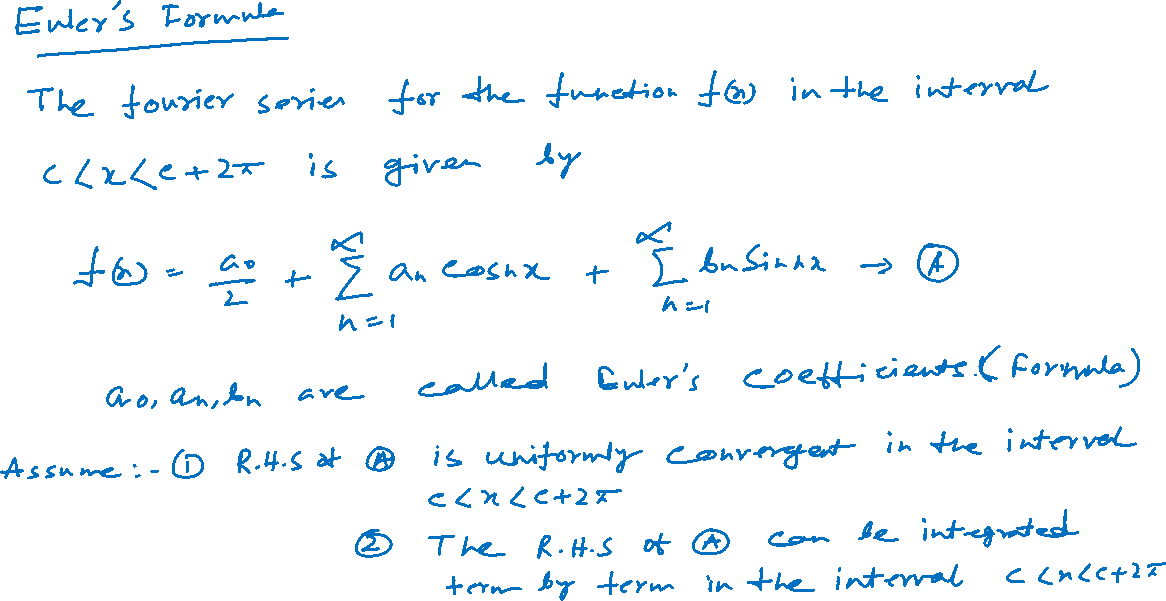 Euler's Formula
The fourier series for the function f(x) in the interval
c<x<c+2π is given by
f(x) = a₀/2 + ∑_{n=1}^{∞} aₙ cosnx + ∑_{n=1}^{∞} bₙ Sinnx → Ⓐ
a₀, aₙ, bₙ are called Euler's coefficients. (Formula)
Assume :- ① R.H.S of Ⓐ is uniformly convergent in the interval
c<x<c+2π
② The R.H.S of Ⓐ can be integrated
term by term in the interval c<x<c+2π